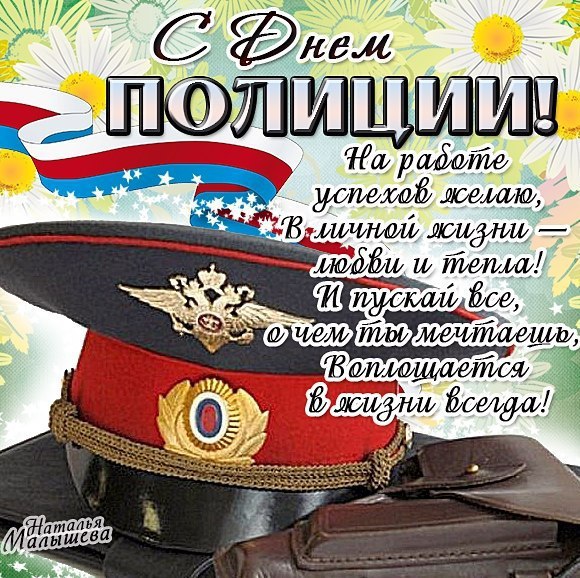 С Днем
ПОЛИЦИИ!
На работе
успехов желаю,
В личной жизни —
любви и тепла!
И пускай все,
о чем ты мечтаешь,
Воплощается
в жизни всегда!
Наталья
Малышева